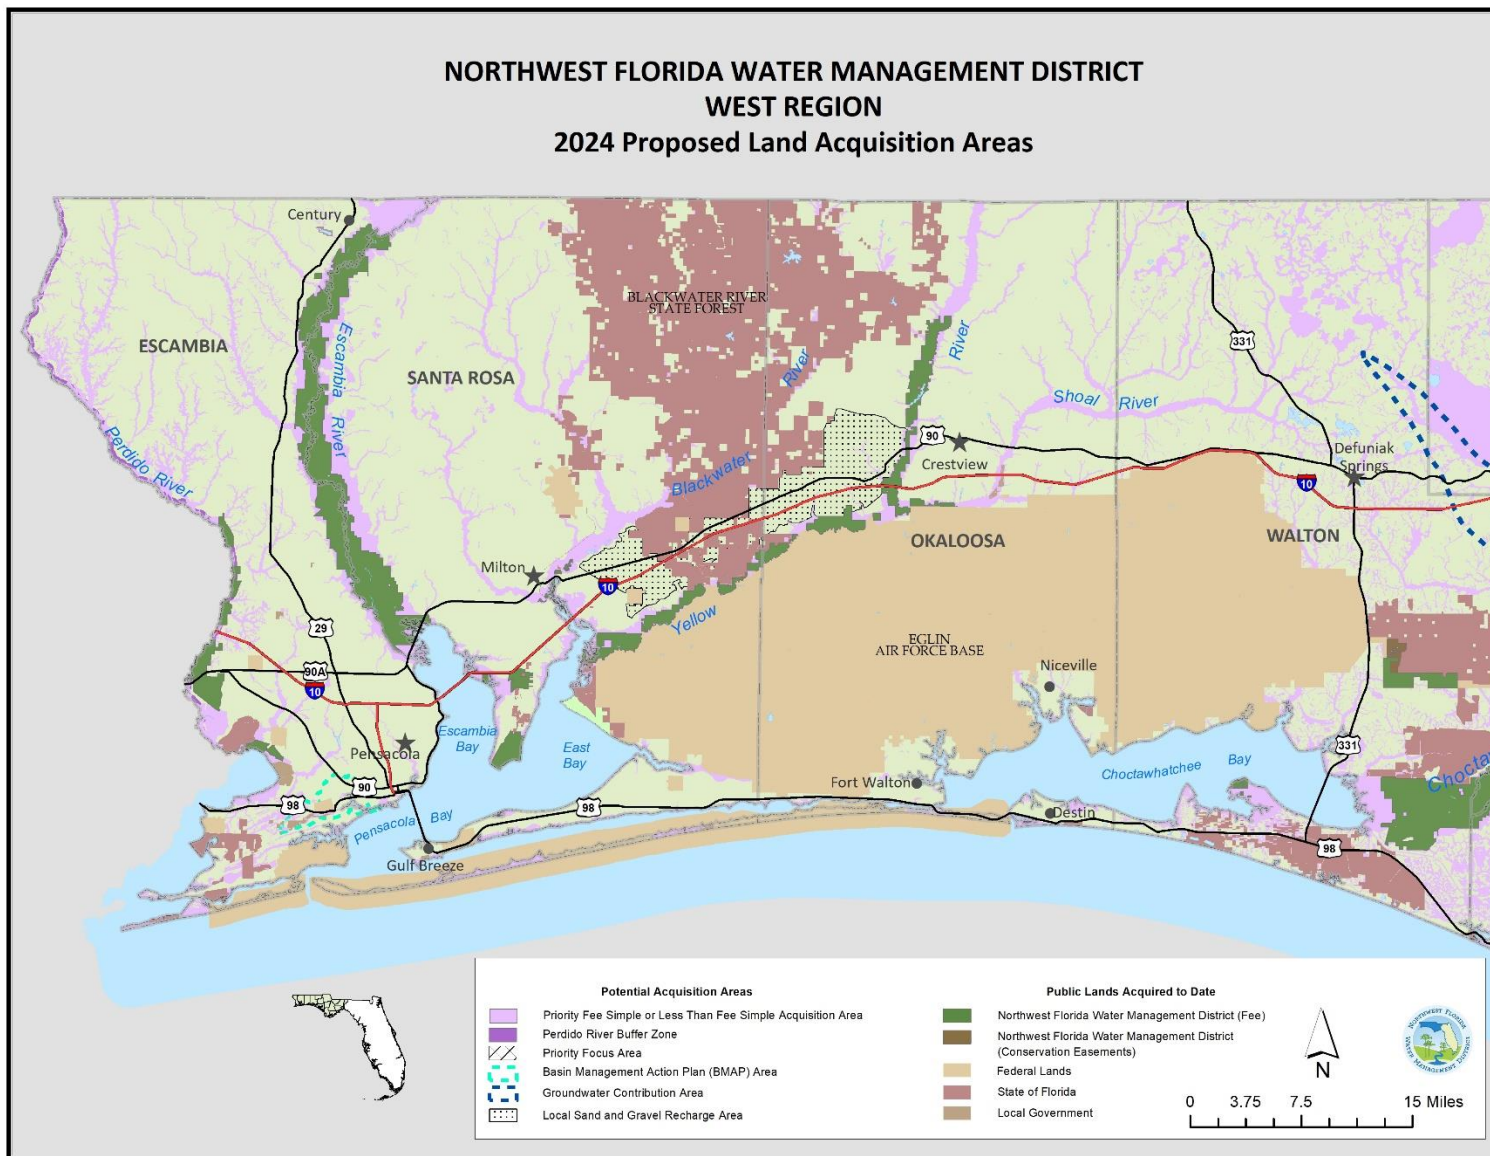 NORTHWEST FLORIDA WATER MANAGEMENT DISTRICT
WEST REGION
2024 Proposed Land Acquisition Areas
Century
BLACKWATER RIVER
STATE FOREST
ESCAMBIA
Escambia River
SANTA ROSA
River
River
331
Shoal River
Perdido River
90
Crestview
Defuniak
Springs
Blackwater
10
OKALOOSA
WALTON
Milton
10
Yellow
29
EGLIN
AIR FORCE BASE
90A
10
Niceville
Pensacola
Escambia
Bay
East
Bay
331
Choctawhatchee Bay
Choctaw
90
98
98
Fort Walton
Destin
Pensacola Bay
98
Gulf Breeze
Potential Acquisition Areas
Priority Fee Simple or Less Than Fee Simple Acquisition Area
Perdido River Buffer Zone
Priority Focus Area
Basin Management Action Plan (BMAP) Area
Groundwater Contribution Area
Local Sand and Gravel Recharge Area
Public Lands Acquired to Date
Northwest Florida Water Management District (Fee)
Northwest Florida Water Management District
(Conservation Easements)
Federal Lands
State of Florida
Local Government
N
NORTHWEST FLORIDA
WATER MANAGEMENT DISTRICT
0 3.75 7.5 15 Miles